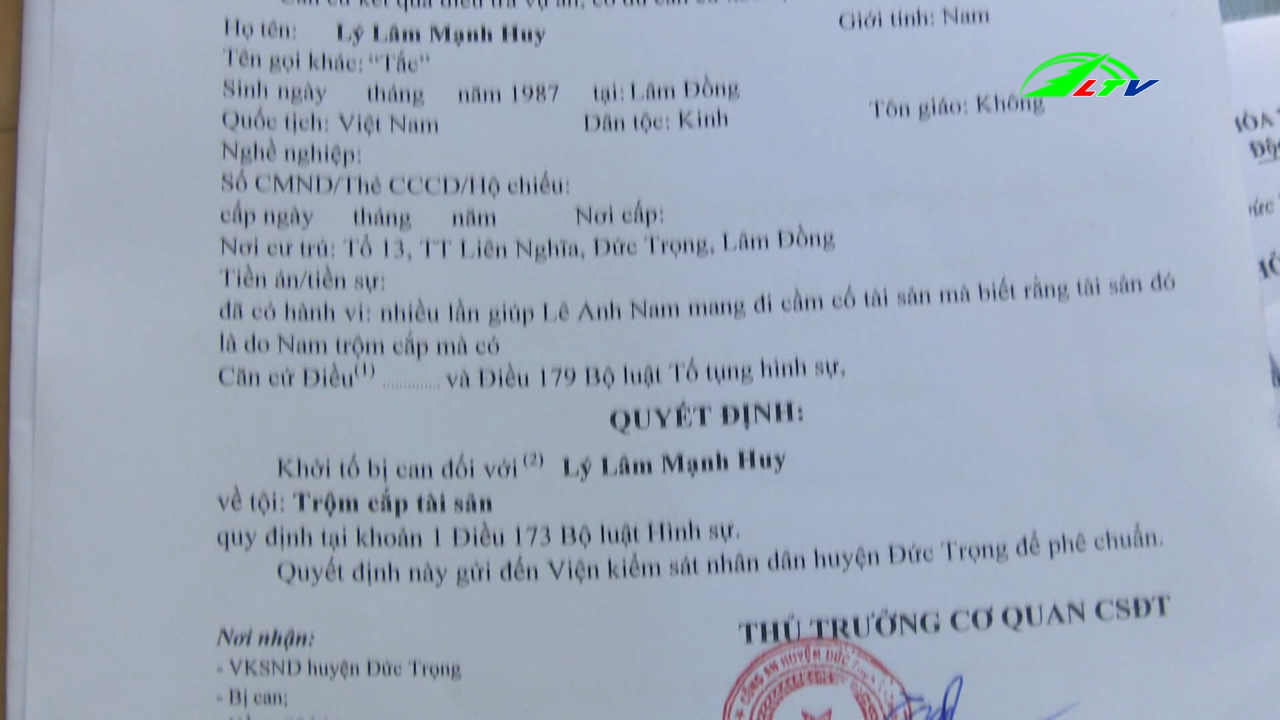 Họ tên: Lý Lâm Mạnh Huy Giới tính: Nam
Tên gọi khác: “Tắc”
Sinh ngày tháng năm 1987 tại: Lâm Đồng
Quốc tịch: Việt Nam Dân tộc: Kinh Tôn giáo: Không
Nghề nghiệp:
Số CMND/Thẻ CCCD/Hộ chiếu:
cấp ngày tháng năm Nơi cấp:
Nơi cư trú: Tổ 13, TT Liên Nghĩa, Đức Trọng, Lâm Đồng
Tiền án/tiền sự:
đã có hành vi: nhiều lần giúp Lê Anh Nam mang đi cầm cố tài sản mà biết rằng tài sản đó
là do Nam trộm cắp mà có
Căn cứ Điều(1) ............. và Điều 179 Bộ luật Tố tụng hình sự,
QUYẾT ĐỊNH:
Khởi tố bị can đối với (2) Lý Lâm Mạnh Huy
về tội: Trộm cắp tài sản
quy định tại khoản 1 Điều 173 Bộ luật Hình sự.
Quyết định này gửi đến Viện kiểm sát nhân dân huyện Đức Trọng để phê chuẩn.
Nơi nhận:
THỦ TRƯỞNG CƠ QUAN CSĐT
- VKSND huyện Đức Trọng
- Bị can;
CÔNG AN HUYỆN ĐỨC
LTV